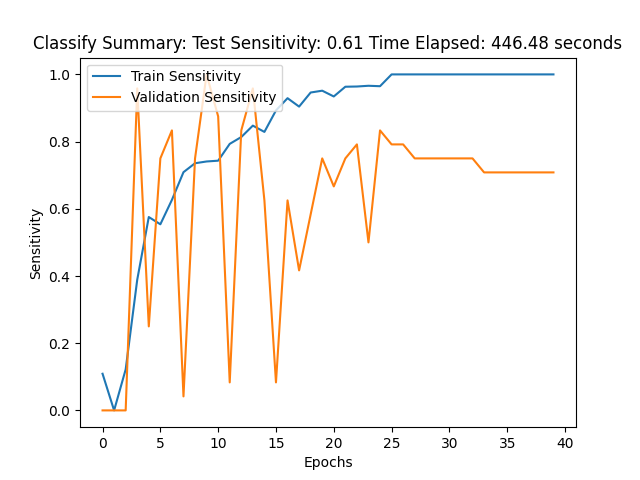 Classify Summary: Test Sensitivity: 0.61 Time Elapsed: 446.48 seconds
Train Sensitivity
Validation Sensitivity
1.0
0.8
0.6
0.4
0.2
0.0
Sensitivity
0 5 10 15 20 25 30 35 40
Epochs